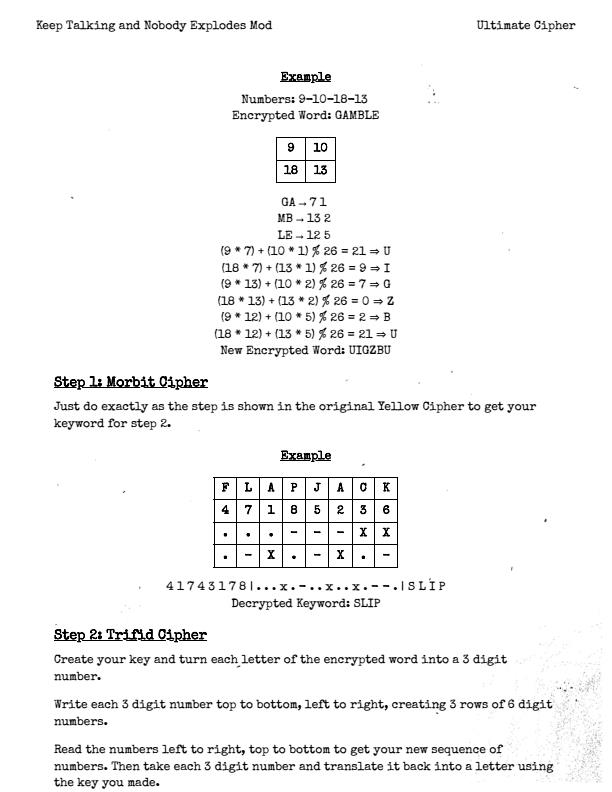 Keep Talking and Nobody Explodes Mod Ultimate Cipher
Example
Numbers: 9-10-18-13
Encrypted Word: GAMBLE
9 10
18 13
GA → 7 1
MB → 13 2
LE → 12 5
(9 * 7) + (10 * 1) % 26 = 21 ⇒ U
(18 * 7) + (13 * 1) % 26 = 9 ⇒ I
(9 * 13) + (10 * 2) % 26 = 7 ⇒ G
(18 * 13) + (13 * 2) % 26 = 0 ⇒ Z
(9 * 12) + (10 * 5) % 26 = 2 ⇒ B
(18 * 12) + (13 * 5) % 26 = 21 ⇒ U
New Encrypted Word: UIGZBU
Step 1: Morbit Cipher
Just do exactly as the step is shown in the original Yellow Cipher to get your
keyword for step 2.
Example
F L A P J A C K
4 7 1 8 5 2 3 6
. . . - - - X X
. - X . - X . -
41743178|...x.-..x..x.--.|SLIP
Decrypted Keyword: SLIP
Step 2: Trifid Cipher
Create your key and turn each letter of the encrypted word into a 3 digit
number.
Write each 3 digit number top to bottom, left to right, creating 3 rows of 6 digit
numbers.
Read the numbers left to right, top to bottom to get your new sequence of
numbers. Then take each 3 digit number and translate it back into a letter using
the key you made.